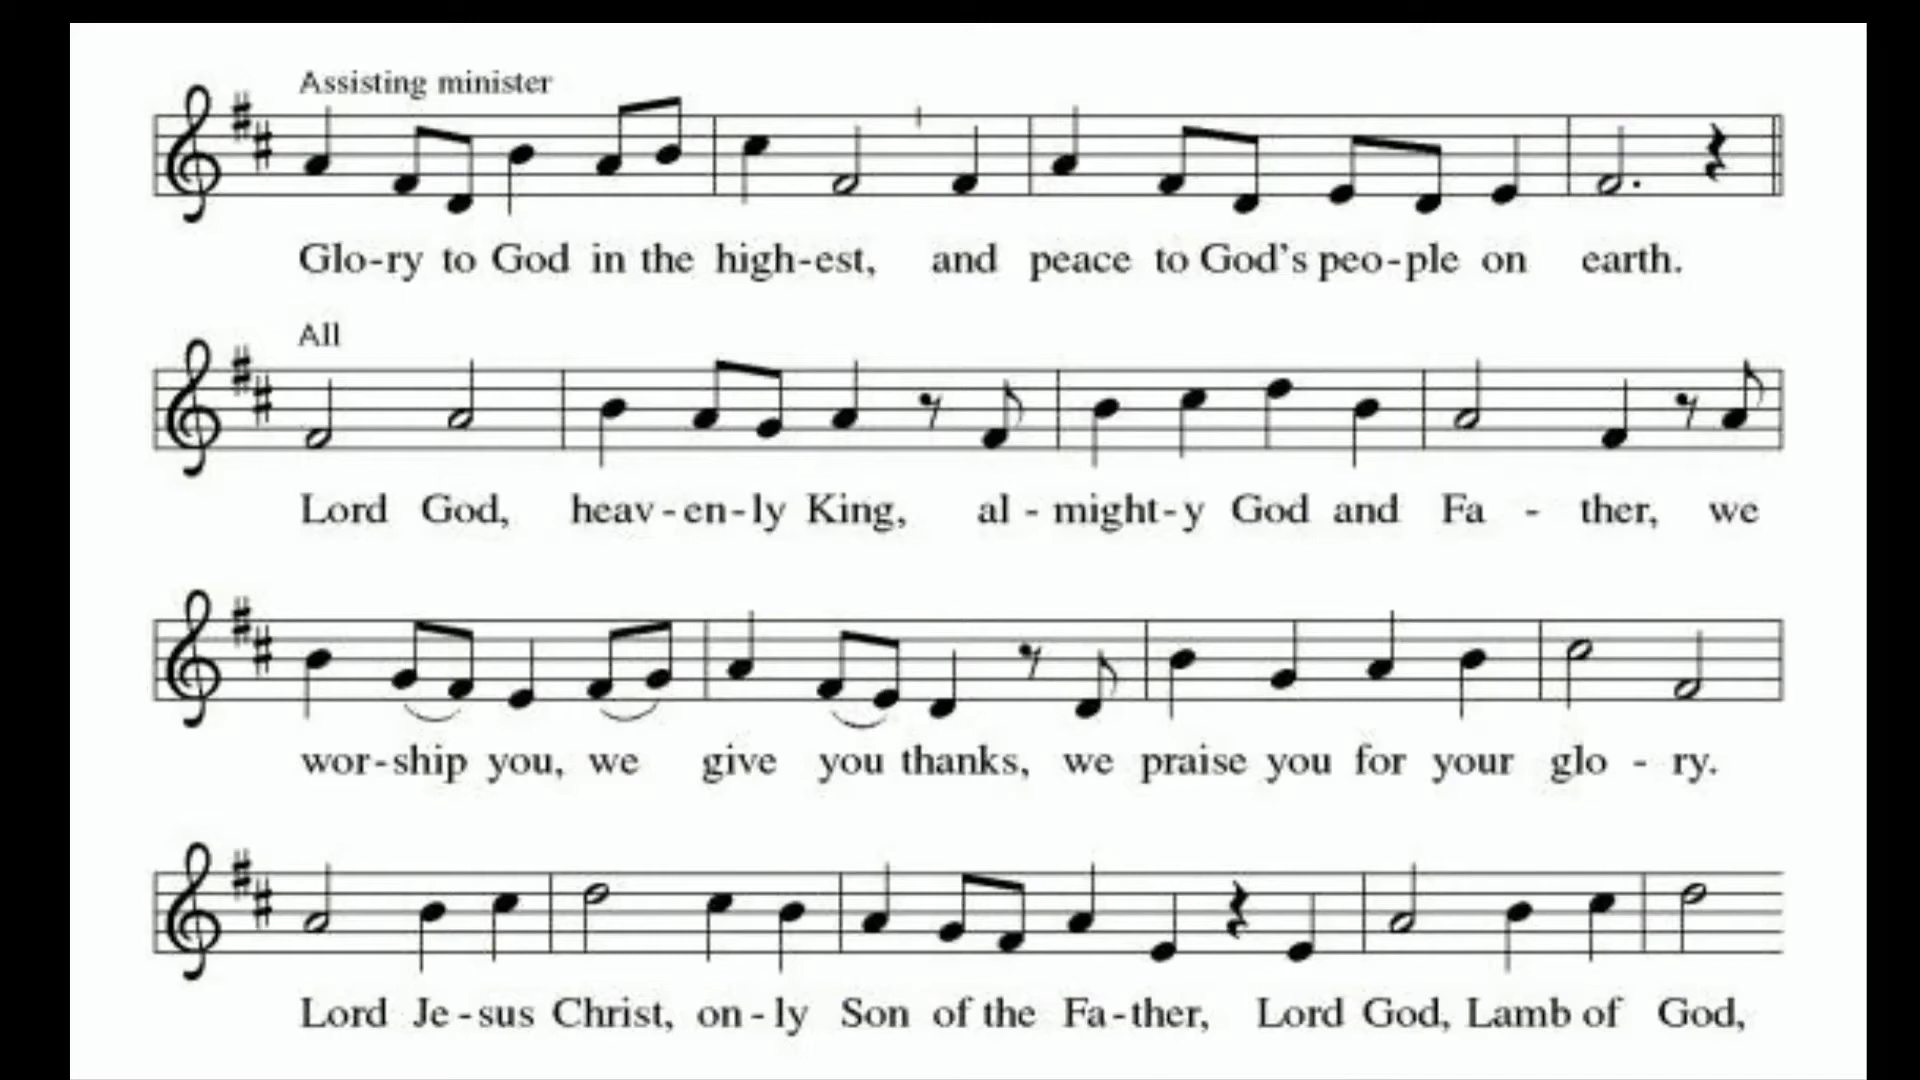 Assisting minister
Glo-ry to God in the high-est, and peace to God's peo-ple on earth.
All
Lord God, heav-en-ly King, al-might-y God and Fa - ther, we
wor-ship you, we give you thanks, we praise you for your glo - ry.
Lord Je-sus Christ, on-ly Son of the Fa-ther, Lord God, Lamb of God,